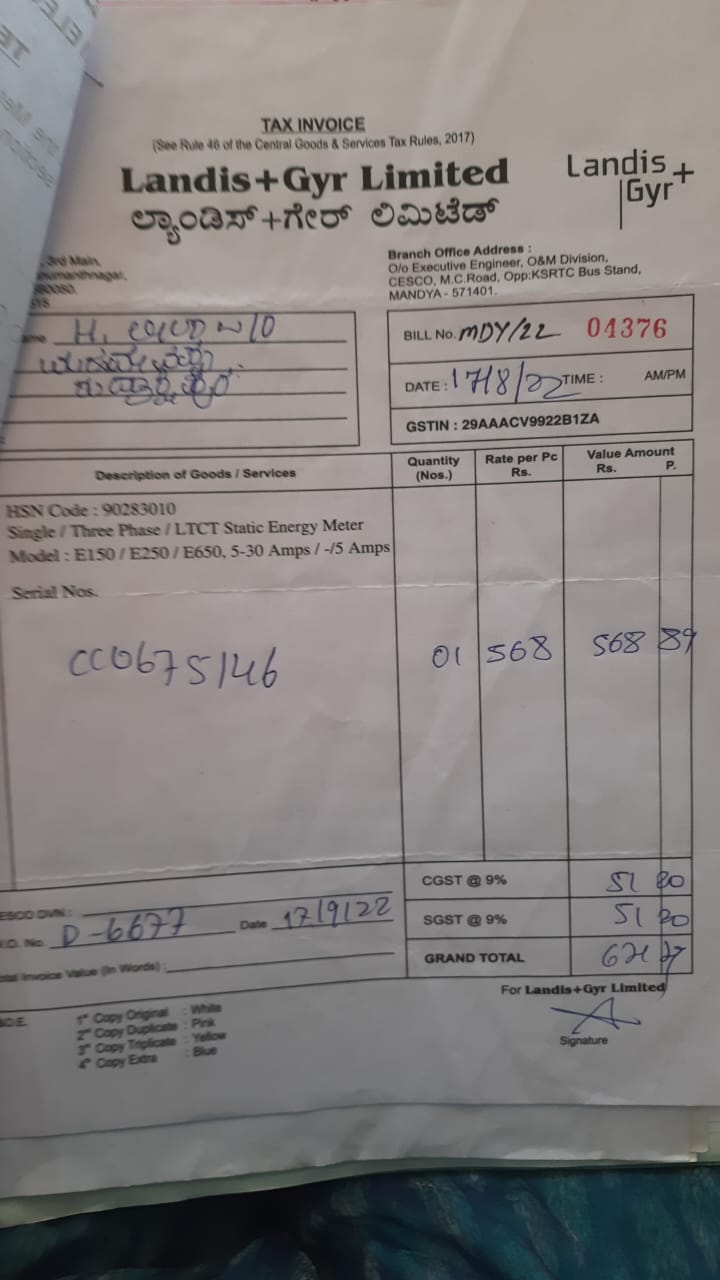 TAX INVOICE
(See Rule 46 of the Central Goods & Services Tax Rules, 2017)
Landis+Gyr Limited
ಲ್ಯಾಂಡಿಸ್+ಗೇರ್ ಲಿಮಿಟೆಡ್
Landis+
Gyr
3rd Main,
Branch Office Address :
O/o Executive Engineer, O&M Division,
CESCO, M.C.Road, Opp:KSRTC Bus Stand,
MANDYA - 571401.
BILL No. MDY/22 04376
DATE : 17/8/22 TIME : AM/PM
GSTIN : 29AAACV9922B1ZA
Description of Goods / Services
Quantity
(Nos.)
Rate per Pc
Rs.
Value Amount
Rs. P.
HSN Code : 90283010
Single / Three Phase / LTCT Static Energy Meter
Model : E150 / E250 / E650, 5-30 Amps / -/5 Amps
Serial Nos.
CC0675146 01 568 568 89
CGST @ 9% 51 20
SGST @ 9% 51 20
GRAND TOTAL
D-6677 Date 17/9/22
Invoice Value (In Words) :
1st Copy Original : White
2nd Copy Duplicate : Pink
3rd Copy Triplicate : Yellow
4th Copy Extra : Blue
For Landis+Gyr Limited
Signature